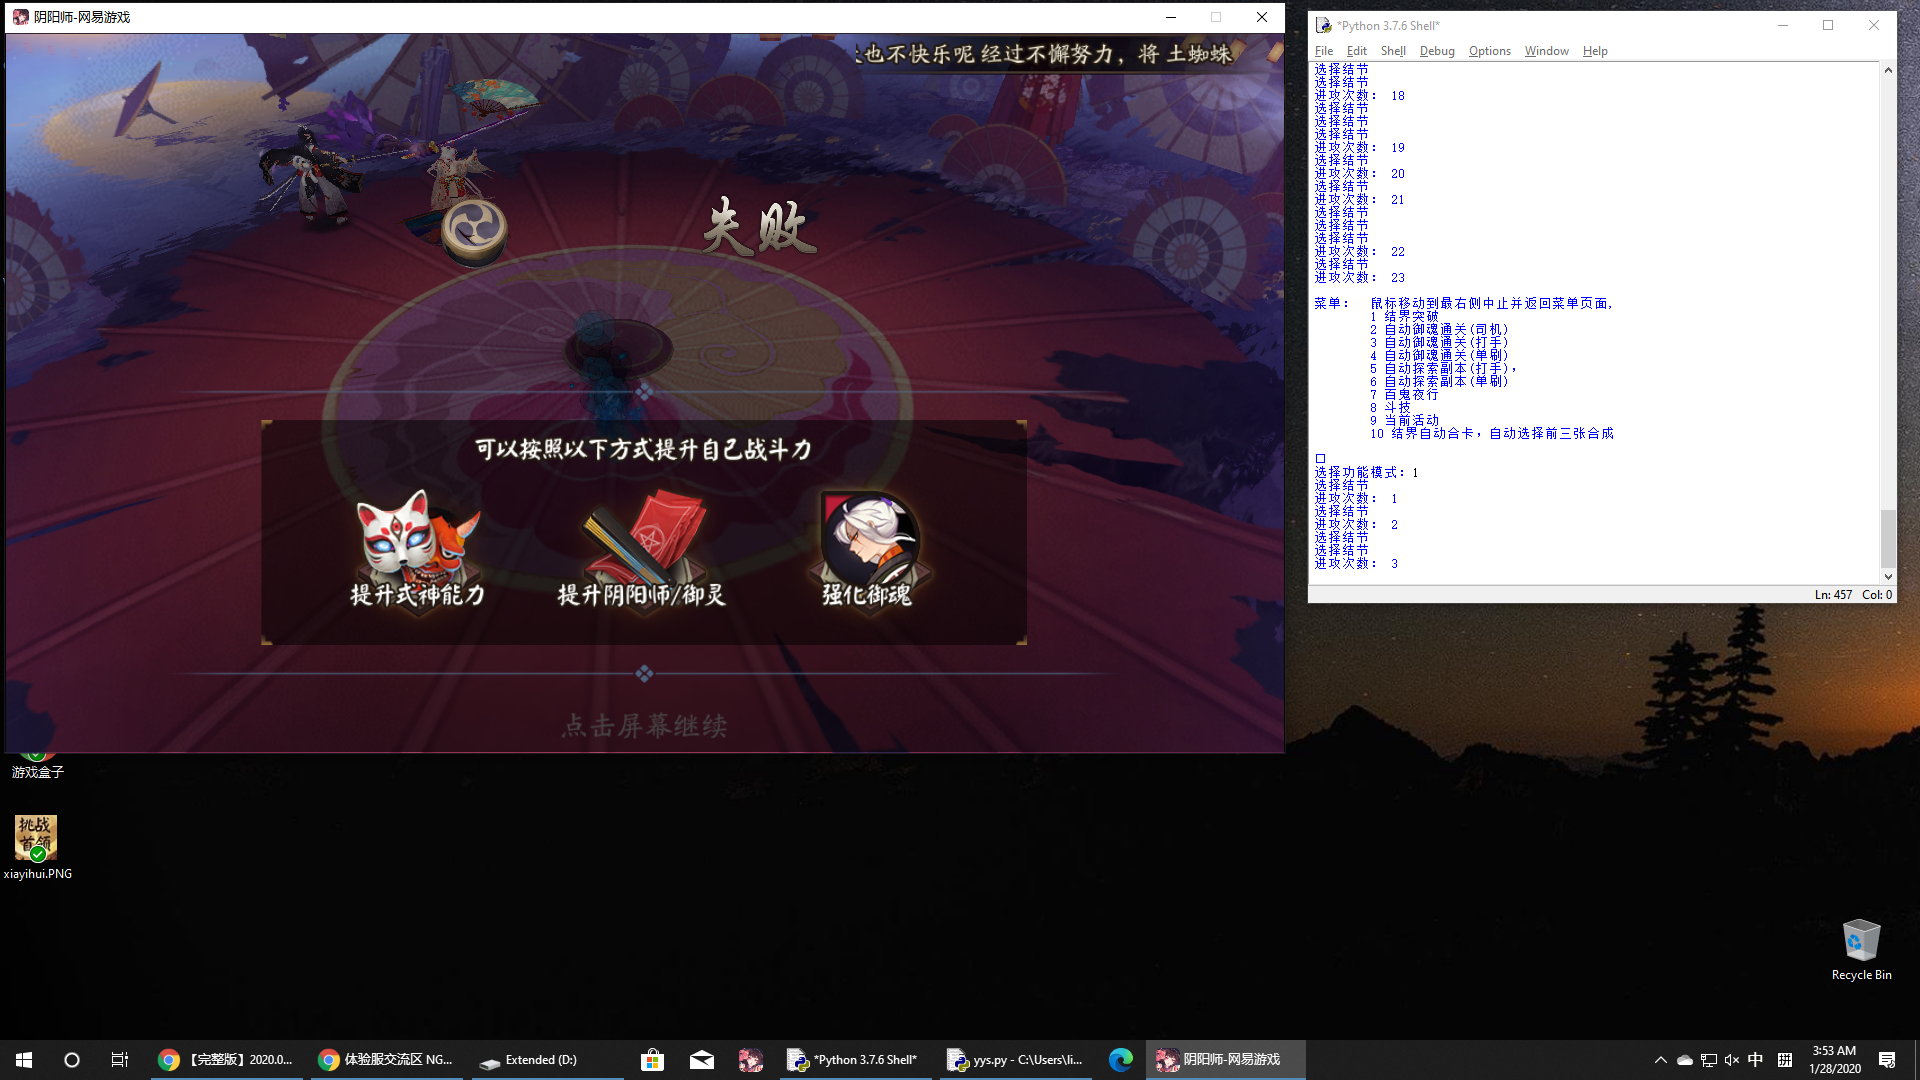 阴阳师-网易游戏
也不快乐呢 经过不懈努力，将 土蜘蛛
失败
可以按照以下方式提升自己战斗力
提升式神能力
提升阴阳师/御灵
强化御魂
点击屏幕继续
*Python 3.7.6 Shell*
File Edit Shell Debug Options Window Help
选择结节
选择结节
进攻次数： 18
选择结节
选择结节
选择结节
进攻次数： 19
选择结节
进攻次数： 20
选择结节
进攻次数： 21
选择结节
选择结节
选择结节
进攻次数： 22
选择结节
进攻次数： 23
菜单： 鼠标移动到最右侧中止并返回菜单页面，
1 结界突破
2 自动御魂通关(司机)
3 自动御魂通关(打手)
4 自动御魂通关(单刷)
5 自动探索副本(打手)，
6 自动探索副本(单刷)
7 百鬼夜行
8 斗技
9 当前活动
10 结界自动合卡，自动选择前三张合成
选择功能模式：1
选择结节
进攻次数： 1
选择结节
进攻次数： 2
选择结节
选择结节
进攻次数： 3
Ln: 457 Col: 0
游戏盒子
挑战
首领
xiayihui.PNG
Recycle Bin
【完整版】2020.0...
体验服交流区 NG...
Extended (D:)
*Python 3.7.6 Shell*
yys.py - C:\Users\li...
阴阳师-网易游戏
中
拼
3:53 AM
1/28/2020